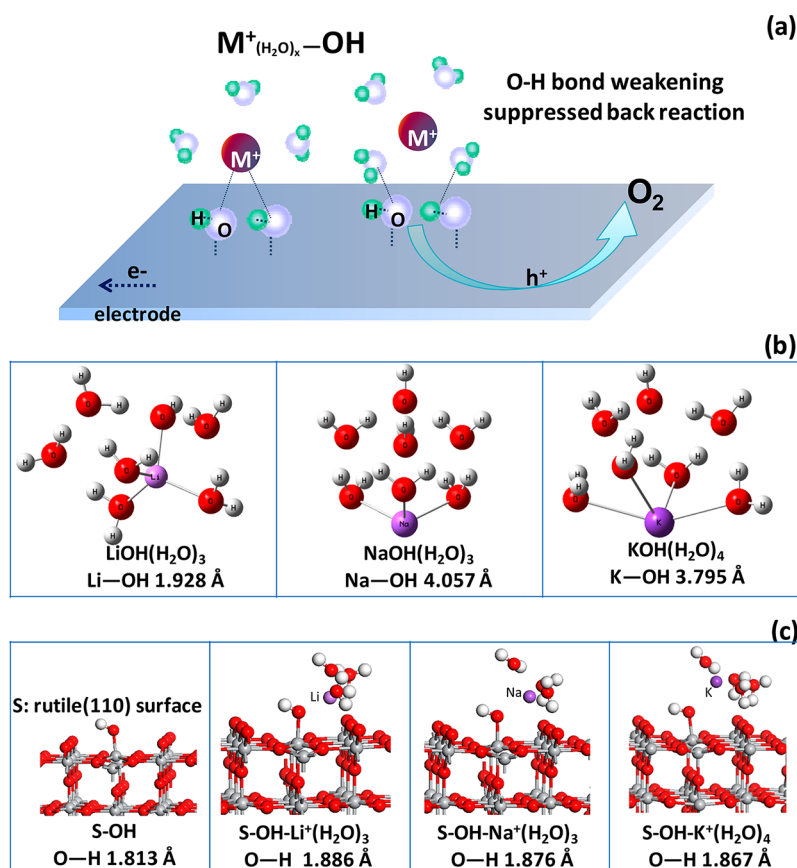 (a)
M⁺(H₂O)ₓ—OH
O-H bond weakening
suppressed back reaction
M⁺
M⁺
H
O
H
O
O₂
h⁺
e-
electrode
(b)
Li
Na
K
LiOH(H₂O)₃
Li—OH 1.928 Å
NaOH(H₂O)₃
Na—OH 4.057 Å
KOH(H₂O)₄
K—OH 3.795 Å
(c)
S: rutile(110) surface
Li
Na
K
S-OH
O—H 1.813 Å
S-OH-Li⁺(H₂O)₃
O—H 1.886 Å
S-OH-Na⁺(H₂O)₃
O—H 1.876 Å
S-OH-K⁺(H₂O)₄
O—H 1.867 Å